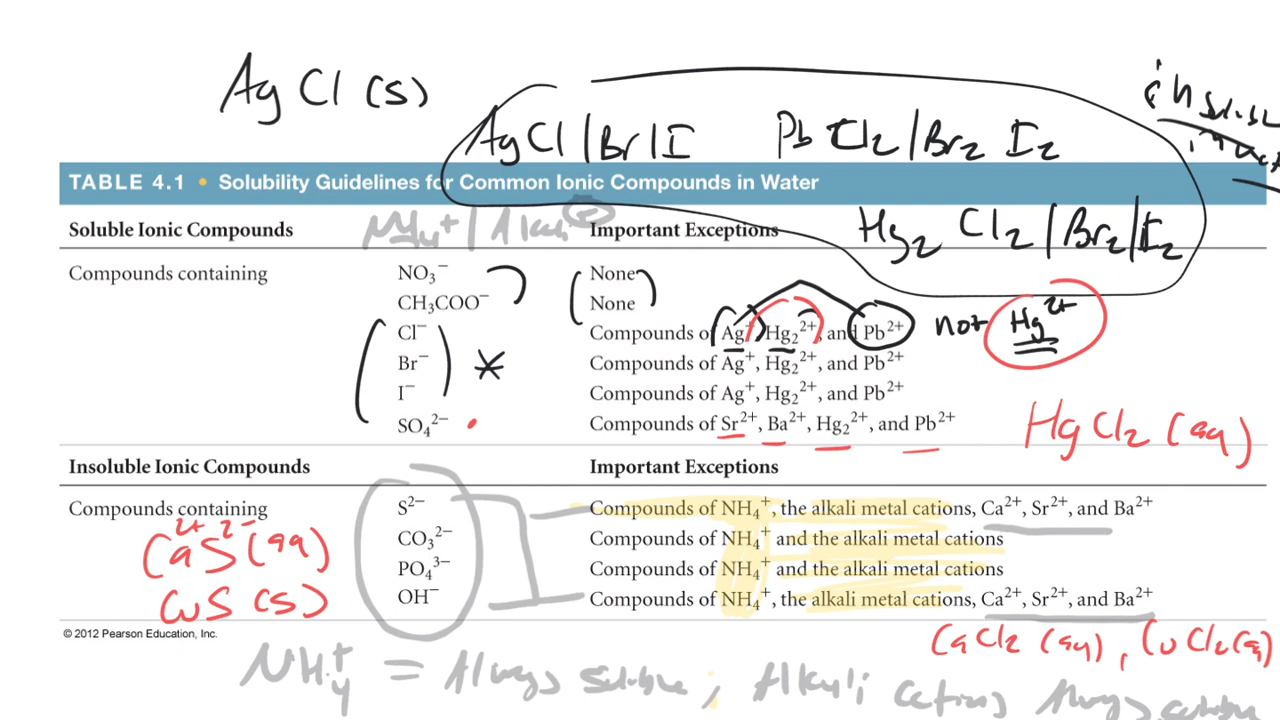 AgCl (s)
AgCl/Br/I PbCl2/Br2 I2
TABLE 4.1 • Solubility Guidelines for Common Ionic Compounds in Water
Soluble Ionic Compounds NH4+ / Alkali Important Exceptions
Hg2 Cl2/Br2/I2
Compounds containing NO₃⁻ None
CH₃COO⁻ None
Cl⁻ Compounds of Ag⁺, Hg₂²⁺, and Pb²⁺ not Hg2+
Br⁻ Compounds of Ag⁺, Hg₂²⁺, and Pb²⁺
I⁻ Compounds of Ag⁺, Hg₂²⁺, and Pb²⁺
SO₄²⁻ Compounds of Sr²⁺, Ba²⁺, Hg₂²⁺, and Pb²⁺
HgCl2 (aq)
Insoluble Ionic Compounds Important Exceptions
Compounds containing S²⁻ Compounds of NH₄⁺, the alkali metal cations, Ca²⁺, Sr²⁺, and Ba²⁺
CO₃²⁻ Compounds of NH₄⁺ and the alkali metal cations
Ca2+S2-(aq)
PO₄³⁻ Compounds of NH₄⁺ and the alkali metal cations
OH⁻ Compounds of NH₄⁺, the alkali metal cations, Ca²⁺, Sr²⁺, and Ba²⁺
CuS (s)
© 2012 Pearson Education, Inc.
CaCl2 (aq), CuCl2(aq)
NH4+ = Always soluble; Alkali cations Always soluble